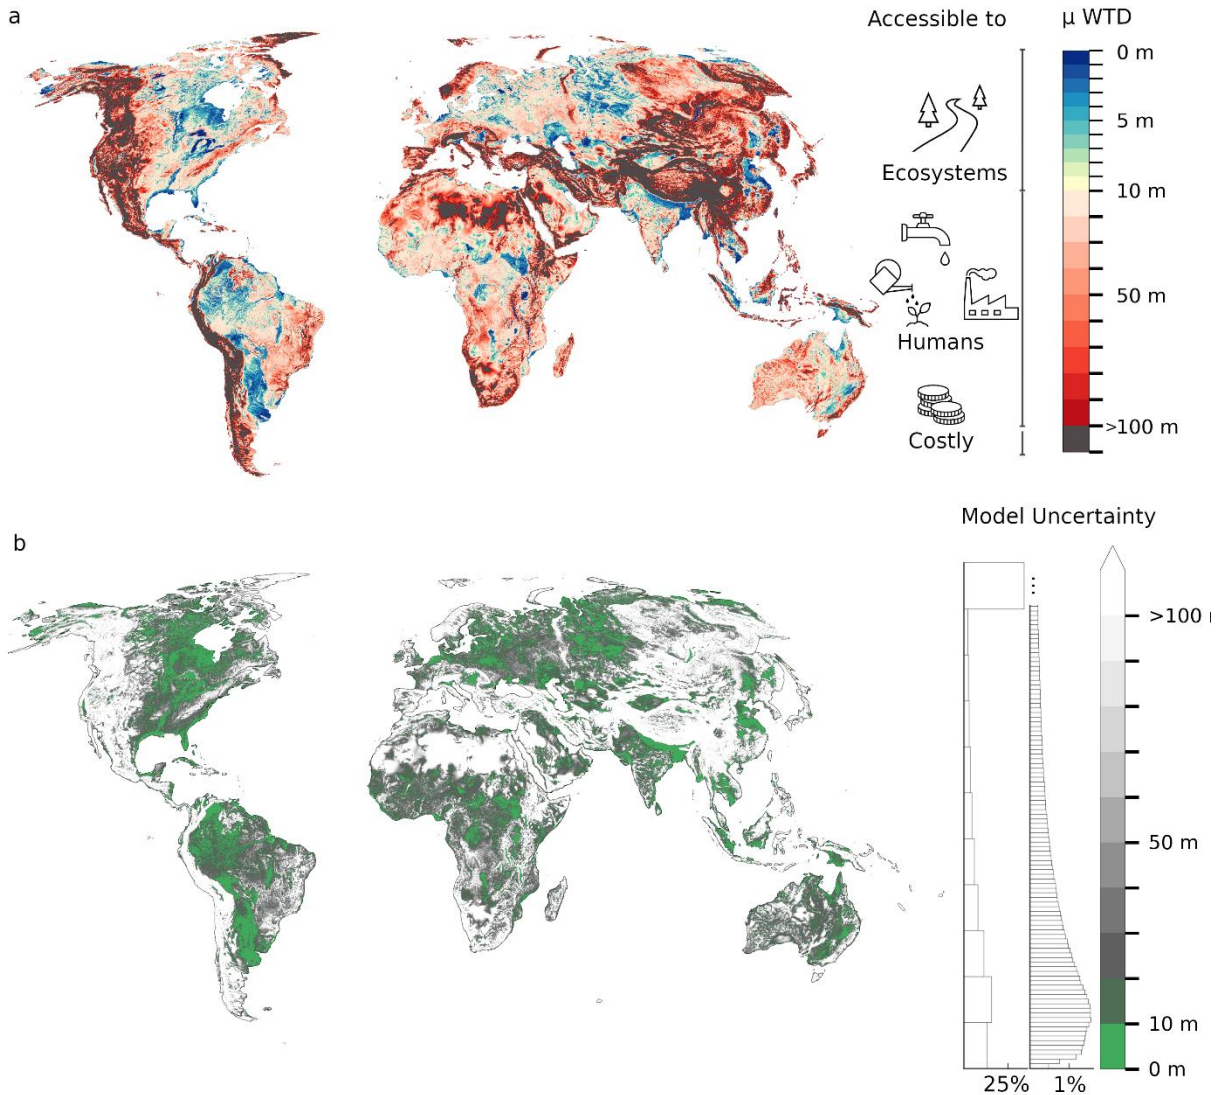 a
Accessible to
μ WTD
0 m
5 m
Ecosystems
10 m
50 m
Humans
>100 m
Costly
Model Uncertainty
b
>100 m
50 m
10 m
0 m
25%
1%